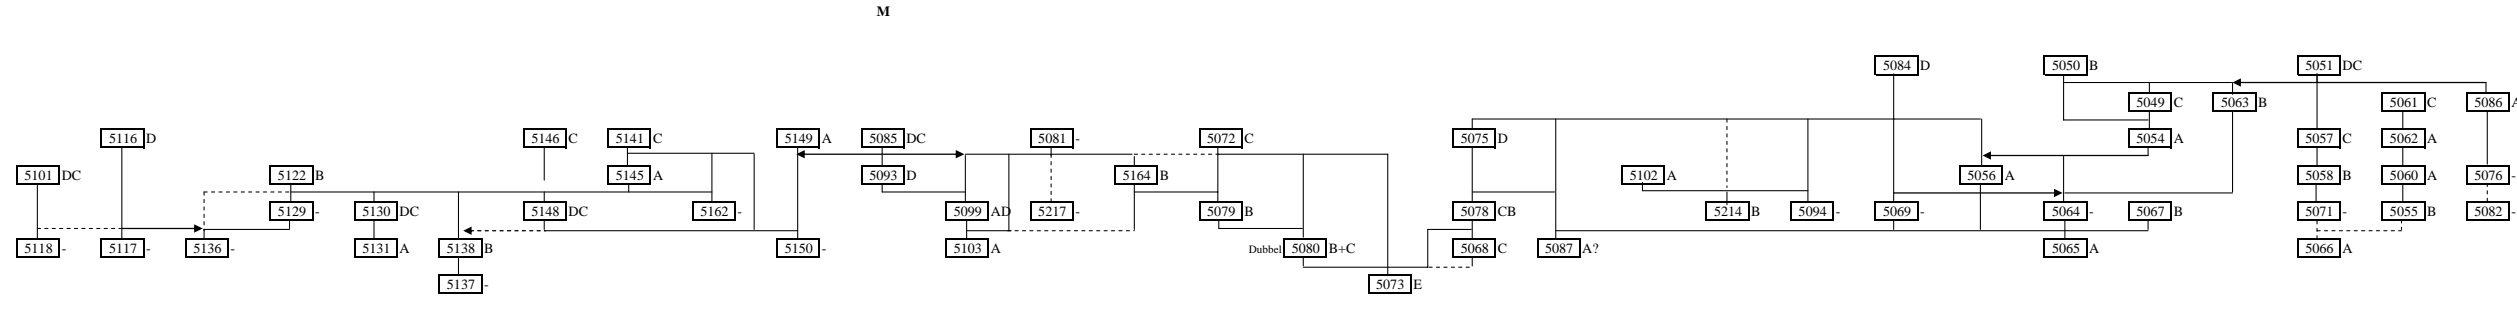 M
5084 D 5050 B 5051 DC
5049 C 5063 B 5061 C 5086 A
5116 D 5146 C 5141 C 5149 A 5085 DC 5081 - 5072 C 5075 D 5054 A 5057 C 5062 A
5101 DC 5122 B 5145 A 5093 D 5164 B 5102 A 5056 A 5058 B 5060 A 5076 -
5129 - 5130 DC 5148 DC 5162 - 5099 AD 5217 - 5079 B 5078 CB 5214 B 5094 - 5069 - 5064 - 5067 B 5071 - 5055 B 5082 -
5118 - 5117 - 5136 - 5131 A 5138 B 5150 - 5103 A Dubbel 5080 B+C 5068 C 5087 A? 5065 A 5066 A
5137 - 5073 E